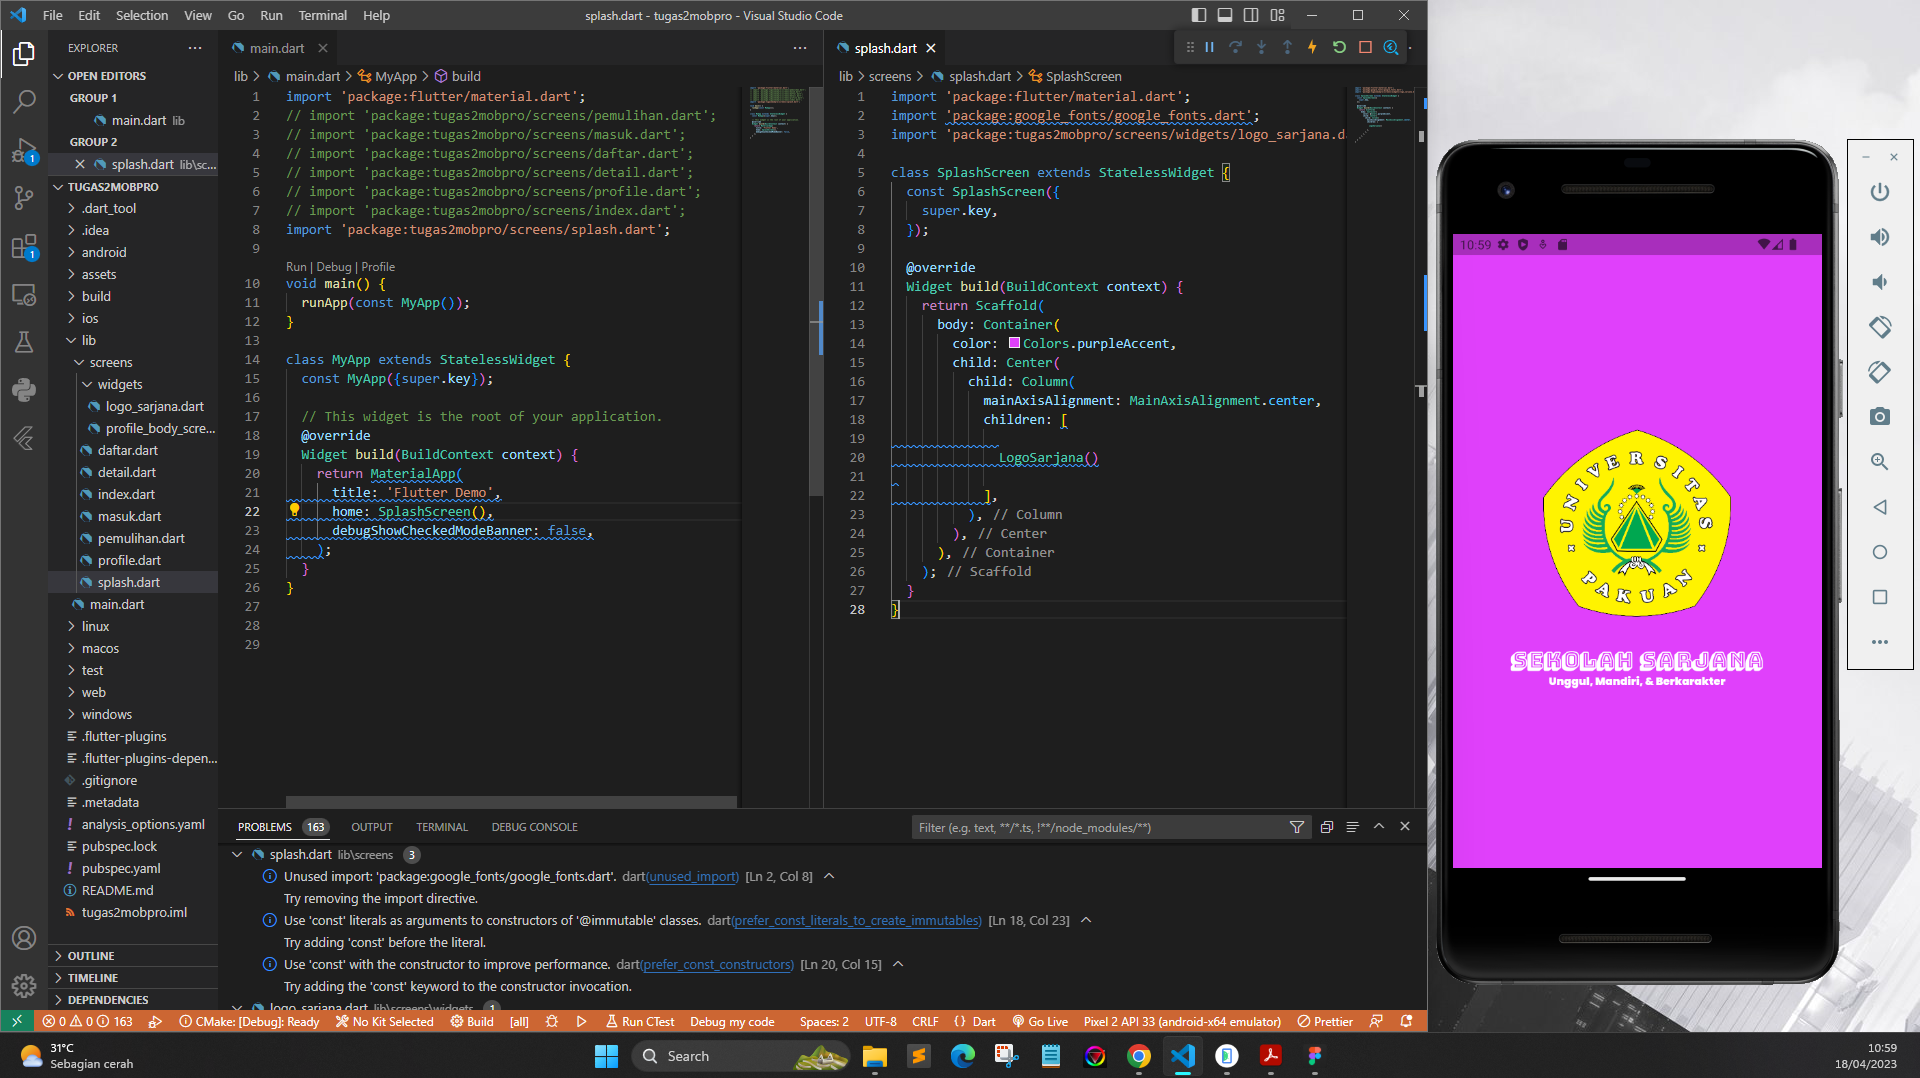 File Edit Selection View Go Run Terminal Help
splash.dart - tugas2mobpro - Visual Studio Code
EXPLORER
OPEN EDITORS
GROUP 1
main.dart lib
GROUP 2
splash.dart lib\sc...
TUGAS2MOBPRO
.dart_tool
.idea
android
assets
build
ios
lib
screens
widgets
logo_sarjana.dart
profile_body_scre...
daftar.dart
detail.dart
index.dart
masuk.dart
pemulihan.dart
profile.dart
splash.dart
main.dart
linux
macos
test
web
windows
.flutter-plugins
.flutter-plugins-depen...
.gitignore
.metadata
analysis_options.yaml
pubspec.lock
pubspec.yaml
README.md
tugas2mobpro.iml
OUTLINE
TIMELINE
DEPENDENCIES
1
1
main.dart
lib > main.dart > MyApp > build
1 import 'package:flutter/material.dart';
2 // import 'package:tugas2mobpro/screens/pemulihan.dart';
3 // import 'package:tugas2mobpro/screens/masuk.dart';
4 // import 'package:tugas2mobpro/screens/daftar.dart';
5 // import 'package:tugas2mobpro/screens/detail.dart';
6 // import 'package:tugas2mobpro/screens/profile.dart';
7 // import 'package:tugas2mobpro/screens/index.dart';
8 import 'package:tugas2mobpro/screens/splash.dart';
9
Run | Debug | Profile
10 void main() {
11 runApp(const MyApp());
12 }
13
14 class MyApp extends StatelessWidget {
15 const MyApp({super.key});
16
17 // This widget is the root of your application.
18 @override
19 Widget build(BuildContext context) {
20 return MaterialApp(
21 title: 'Flutter Demo',
22 home: SplashScreen(),
23 debugShowCheckedModeBanner: false,
24 );
25 }
26 }
27
28
29
splash.dart
lib > screens > splash.dart > SplashScreen
1 import 'package:flutter/material.dart';
2 import 'package:google_fonts/google_fonts.dart';
3 import 'package:tugas2mobpro/screens/widgets/logo_sarjana.da
4
5 class SplashScreen extends StatelessWidget {
6 const SplashScreen({
7 super.key,
8 });
9
10 @override
11 Widget build(BuildContext context) {
12 return Scaffold(
13 body: Container(
14 color: Colors.purpleAccent,
15 child: Center(
16 child: Column(
17 mainAxisAlignment: MainAxisAlignment.center,
18 children: [
19
20 LogoSarjana()
21
22 ],
23 ), // Column
24 ), // Center
25 ), // Container
26 ); // Scaffold
27 }
28 }
PROBLEMS 163 OUTPUT TERMINAL DEBUG CONSOLE
Filter (e.g. text, **/*.ts, !**/node_modules/**)
splash.dart lib\screens 3
Unused import: 'package:google_fonts/google_fonts.dart'. dart(unused_import) [Ln 2, Col 8]
Try removing the import directive.
Use 'const' literals as arguments to constructors of '@immutable' classes. dart(prefer_const_literals_to_create_immutables) [Ln 18, Col 23]
Try adding 'const' before the literal.
Use 'const' with the constructor to improve performance. dart(prefer_const_constructors) [Ln 20, Col 15]
Try adding the 'const' keyword to the constructor invocation.
logo_sarjana.dart lib\screens\widgets 1
0 0 163 CMake: [Debug]: Ready No Kit Selected Build [all] Run CTest Debug my code Spaces: 2 UTF-8 CRLF {} Dart Go Live Pixel 2 API 33 (android-x64 emulator) Prettier
10:59
UNIVERSITAS
PAKUAN
SEKOLAH SARJANA
Unggul, Mandiri, & Berkarakter
31°C
Sebagian cerah
Search
10:59
18/04/2023